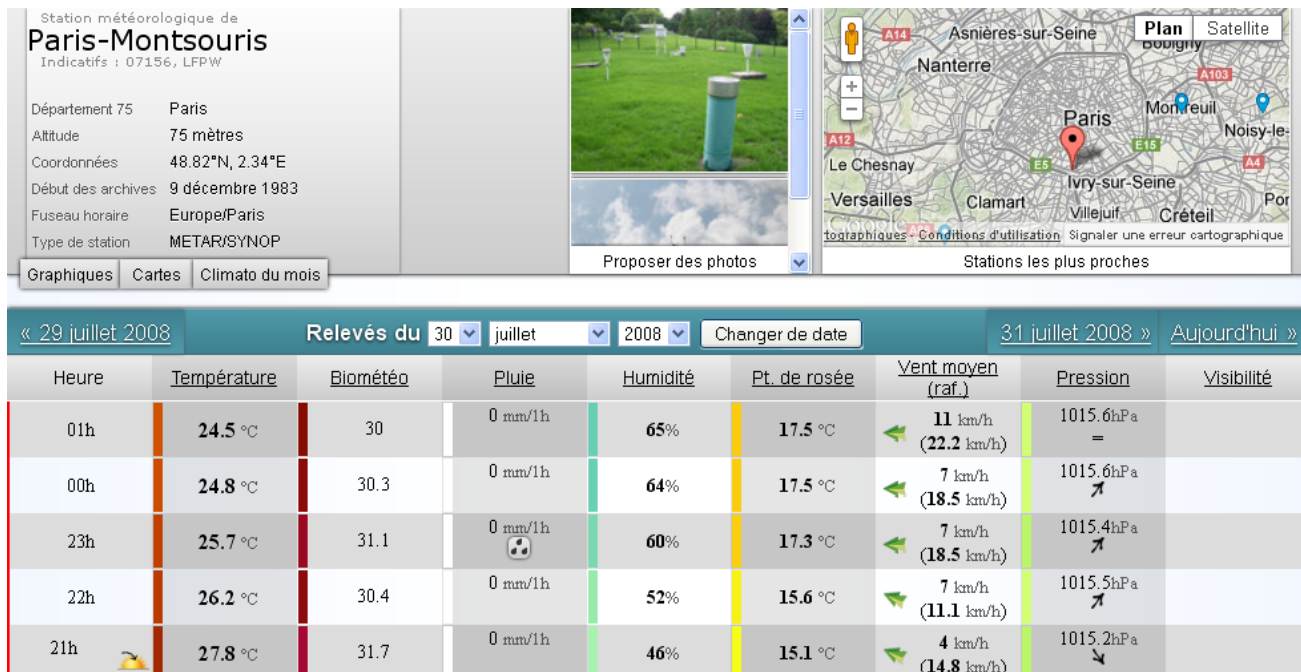 Station météorologique de
Paris-Montsouris
Indicatifs : 07156, LFPW
Département 75 Paris
Altitude 75 mètres
Coordonnées 48.82°N, 2.34°E
Début des archives 9 décembre 1983
Fuseau horaire Europe/Paris
Type de station METAR/SYNOP
Graphiques Cartes Climato du mois
Proposer des photos
Plan Satellite
A14 Asnières-sur-Seine Bobigny
Nanterre A103
Paris Montreuil
Noisy-le-
A12 E15
Le Chesnay E5 A4
Ivry-sur-Seine
Versailles Clamart Villejuif Créteil Por
Google
tographiques - Conditions d'utilisation Signaler une erreur cartographique
Stations les plus proches
« 29 juillet 2008 Relevés du 30 juillet 2008 Changer de date 31 juillet 2008 » Aujourd'hui »
Heure Température Biométéo Pluie Humidité Pt. de rosée Vent moyen (raf.) Pression Visibilité
01h 24.5 °C 30 0 mm/1h 65% 17.5 °C 11 km/h 1015.6hPa
(22.2 km/h) =
00h 24.8 °C 30.3 0 mm/1h 64% 17.5 °C 7 km/h 1015.6hPa
(18.5 km/h)
23h 25.7 °C 31.1 0 mm/1h 60% 17.3 °C 7 km/h 1015.4hPa
(18.5 km/h)
22h 26.2 °C 30.4 0 mm/1h 52% 15.6 °C 7 km/h 1015.5hPa
(11.1 km/h)
21h 27.8 °C 31.7 0 mm/1h 46% 15.1 °C 4 km/h 1015.2hPa
(14.8 km/h)